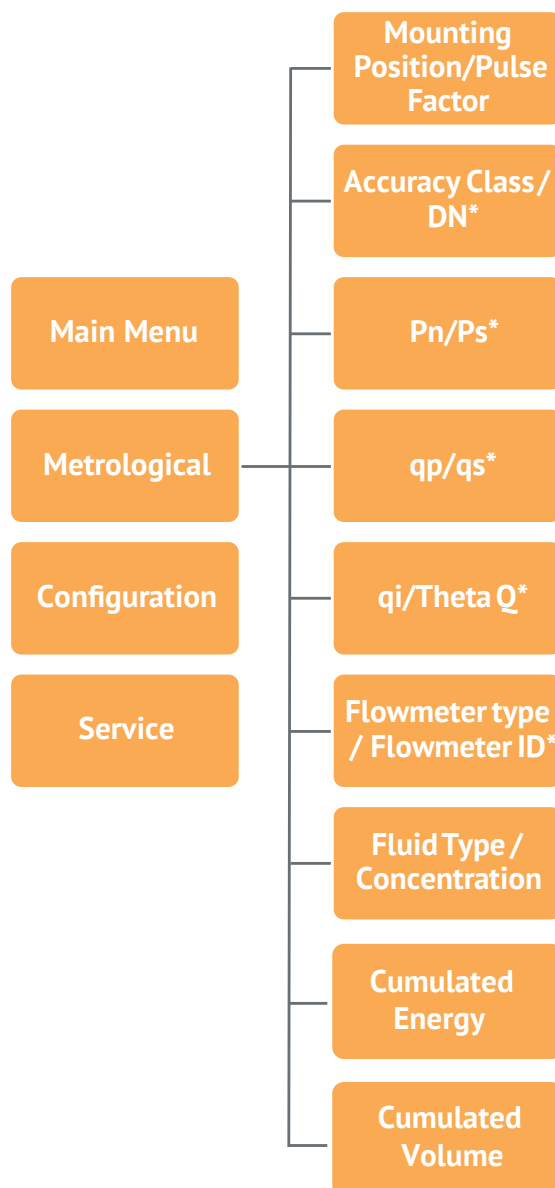 Main Menu
Metrological
Configuration
Service
Mounting
Position/Pulse
Factor
Accuracy Class /
DN*
Pn/Ps*
qp/qs*
qi/Theta Q*
Flowmeter type
/ Flowmeter ID*
Fluid Type /
Concentration
Cumulated
Energy
Cumulated
Volume